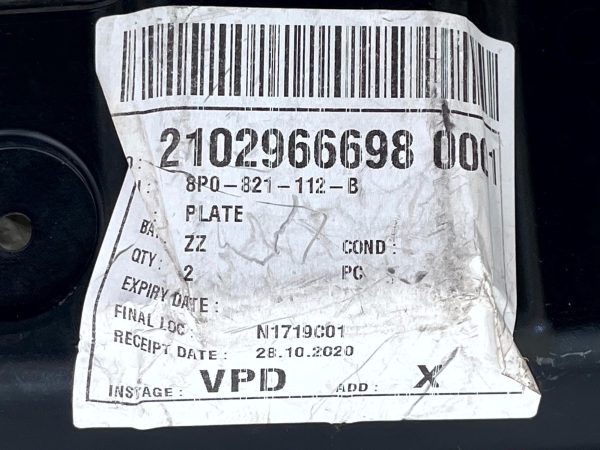 2102966698 0001
: 8P0-821-112-B
: PLATE
BA. : ZZ COND :
QTY : 2 PC
EXPIRY DATE :
FINAL LOC : N1719C01
RECEIPT DATE : 28.10.2020
INSTAGE : VPD ADD : X